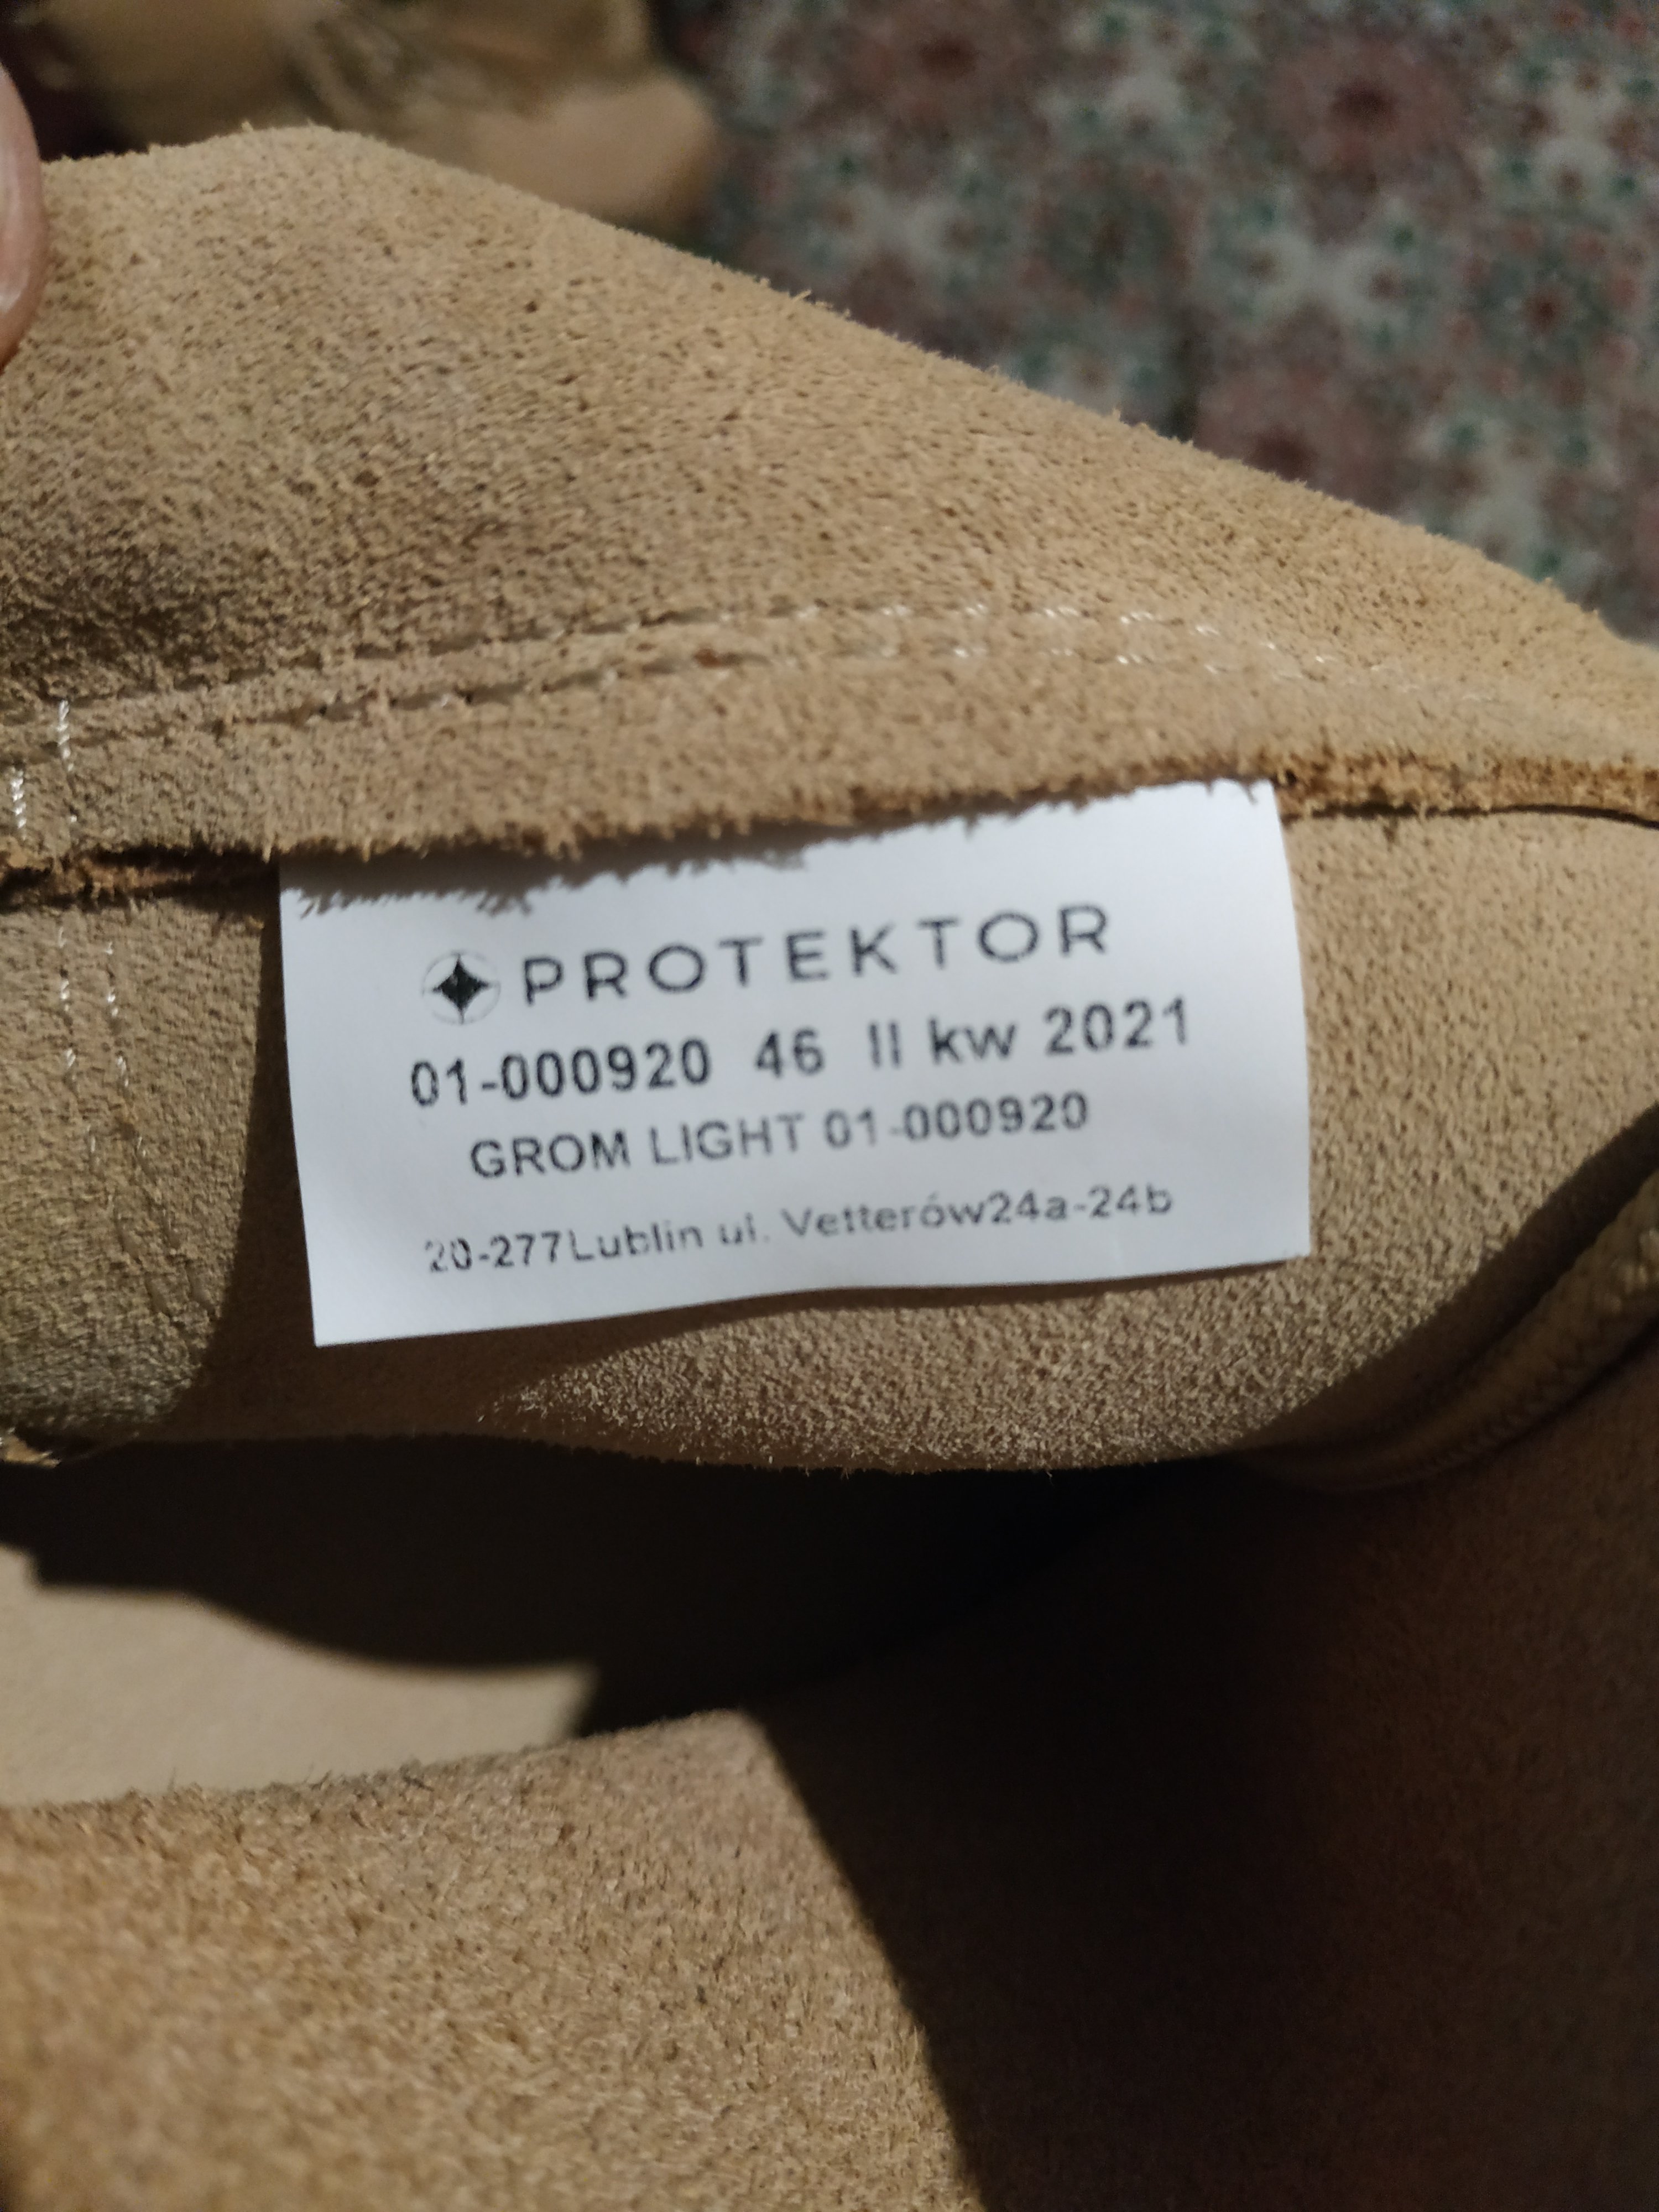 PROTEKTOR
01-000920 46 II kw 2021
GROM LIGHT 01-000920
20-277Lublin ul. Vetterów24a-24b